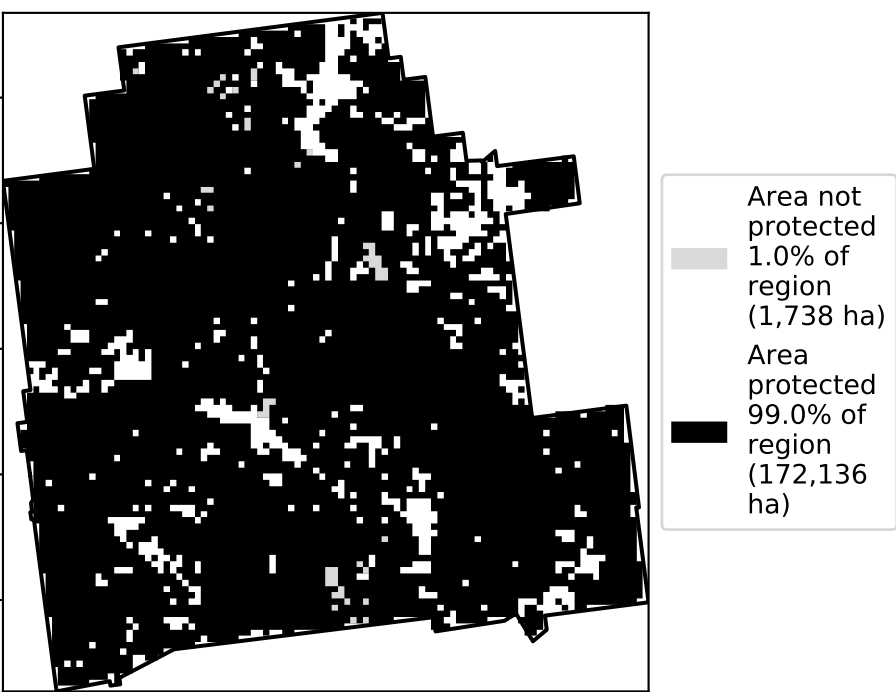 Area not
protected
1.0% of
region
(1,738 ha)
Area
protected
99.0% of
region
(172,136
ha)